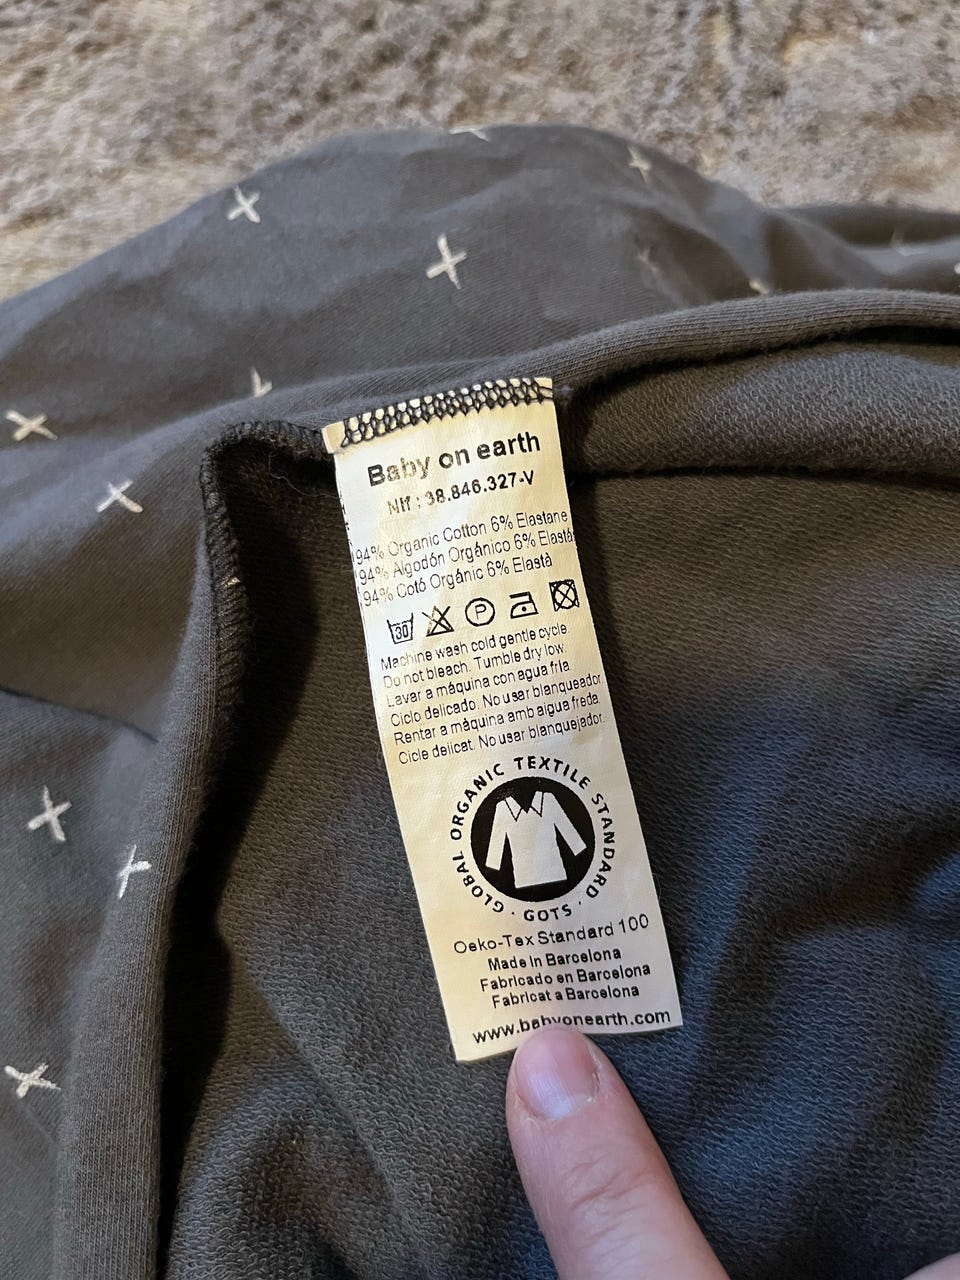 Baby on earth
Nif : 38.846.327-V
94% Organic Cotton 6% Elastane
94% Algodón Orgánico 6% Elastá
94% Cotó Orgànic 6% Elastà
30 P
Machine wash cold gentle cycle.
Do not bleach. Tumble dry low.
Lavar a máquina con agua fria.
Ciclo delicado. No usar blanqueador
Rentar a màquina amb aigua freda.
Cicle delicat. No usar blanquejador.
GLOBAL ORGANIC TEXTILE STANDARD · GOTS ·
Oeko-Tex Standard 100
Made in Barcelona
Fabricado en Barcelona
Fabricat a Barcelona
www.babyonearth.com